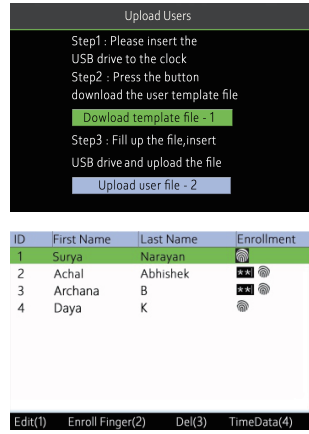 Upload Users
Step1 : Please insert the
USB drive to the clock
Step2 : Press the button
download the user template file
Dowload template file - 1
Step3 : Fill up the file,insert
USB drive and upload the file
Upload user file - 2
ID First Name Last Name Enrollment
1 Surya Narayan
2 Achal Abhishek **
3 Archana B **
4 Daya K
Edit(1) Enroll Finger(2) Del(3) TimeData(4)